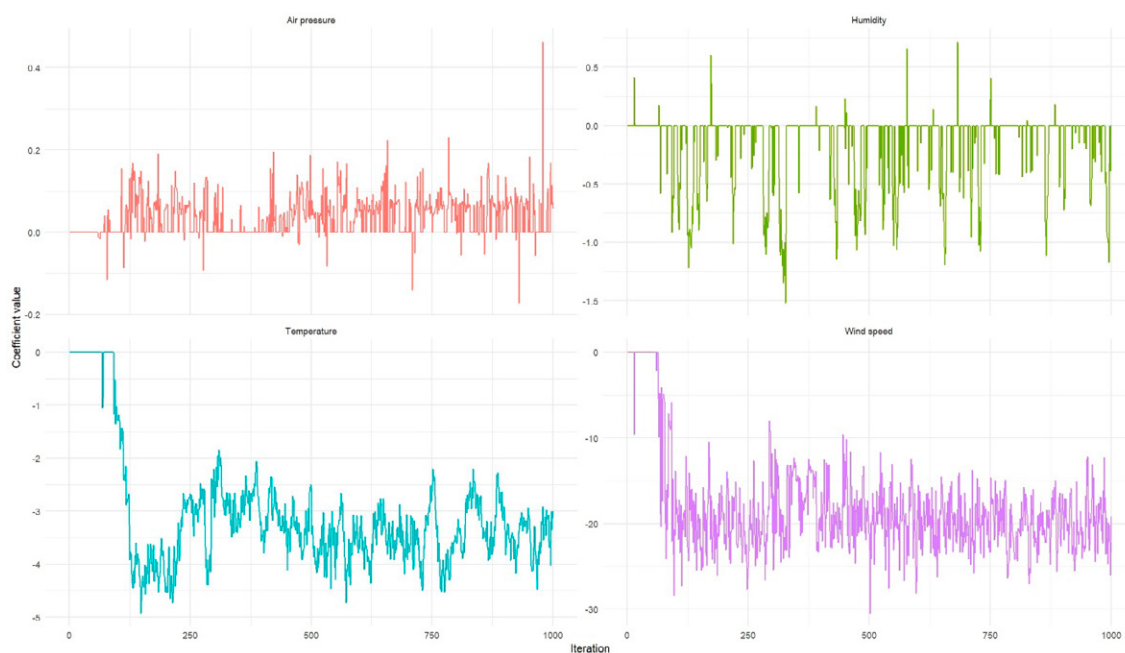 Air pressure
Humidity
0.4
0.2
0.0
-0.2
0.5
0.0
-0.5
-1.0
-1.5
Coefficient value
Temperature
Wind speed
0
-1
-2
-3
-4
-5
0
-10
-20
-30
0 250 500 750 1000
0 250 500 750 1000
Iteration